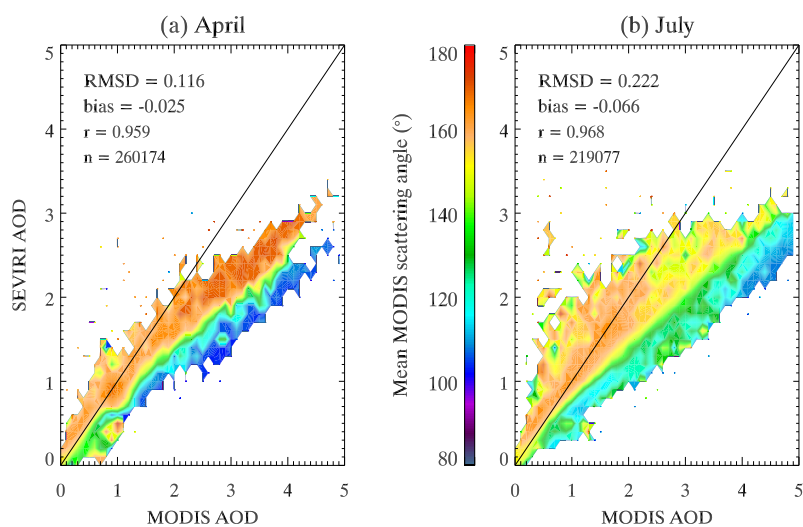 (a) April
(b) July
RMSD = 0.116
bias = -0.025
r = 0.959
n = 260174
RMSD = 0.222
bias = -0.066
r = 0.968
n = 219077
SEVIRI AOD
5
4
3
2
1
0
0 1 2 3 4 5
MODIS AOD
Mean MODIS scattering angle (°)
180
160
140
120
100
80
5
4
3
2
1
0
0 1 2 3 4 5
MODIS AOD